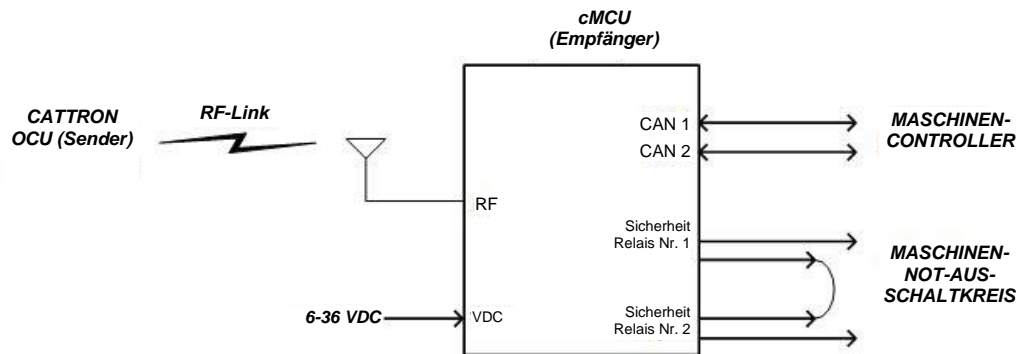 cMCU
(Empfänger)
CATTRON
OCU (Sender)
RF-Link
RF
6-36 VDC
VDC
CAN 1
CAN 2
MASCHINEN-
CONTROLLER
Sicherheit
Relais Nr. 1
Sicherheit
Relais Nr. 2
MASCHINEN-
NOT-AUS-
SCHALTKREIS